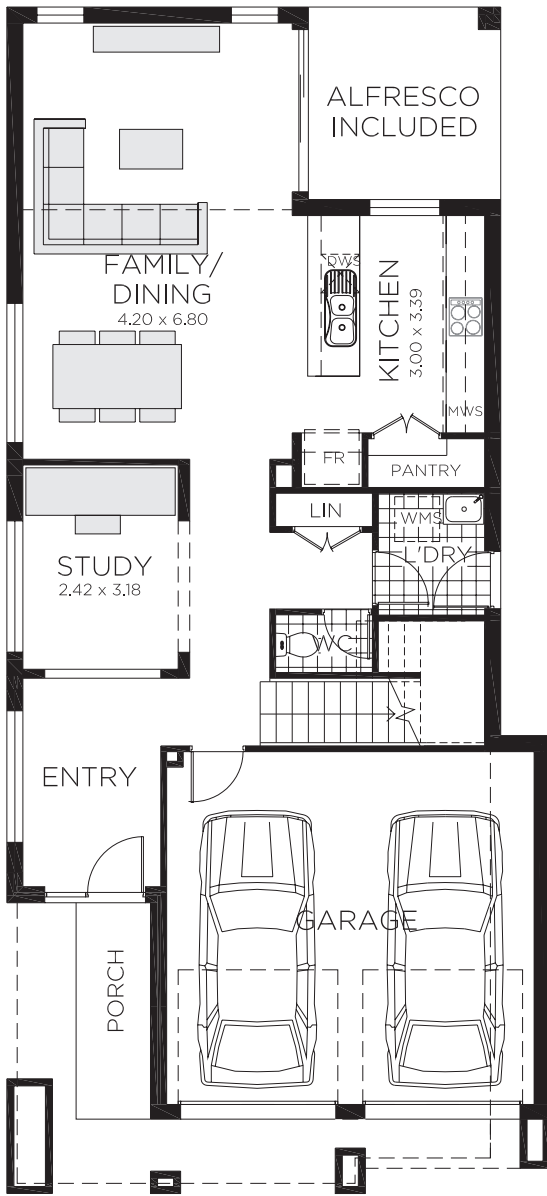 ALFRESCO
INCLUDED
FAMILY/
DINING
4.20 x 6.80
DWS
KITCHEN
3.00 x 3.39
MWS
FR
PANTRY
LIN
WMS
L'DRY
STUDY
2.42 x 3.18
WC
ENTRY
GARAGE
PORCH